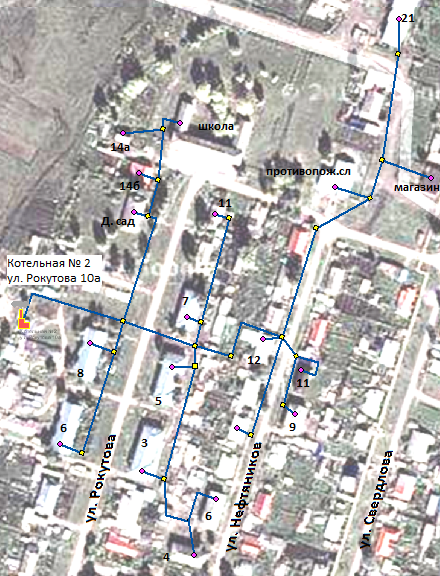 21
школа
14а
противопож.сл
магазин
14б
11
Д. сад
Котельная № 2
ул. Рокутова 10а
7
12
8
11
5
9
6
3
ул. Рокутова
ул. Нефтяников
ул. Свердлова
6
4